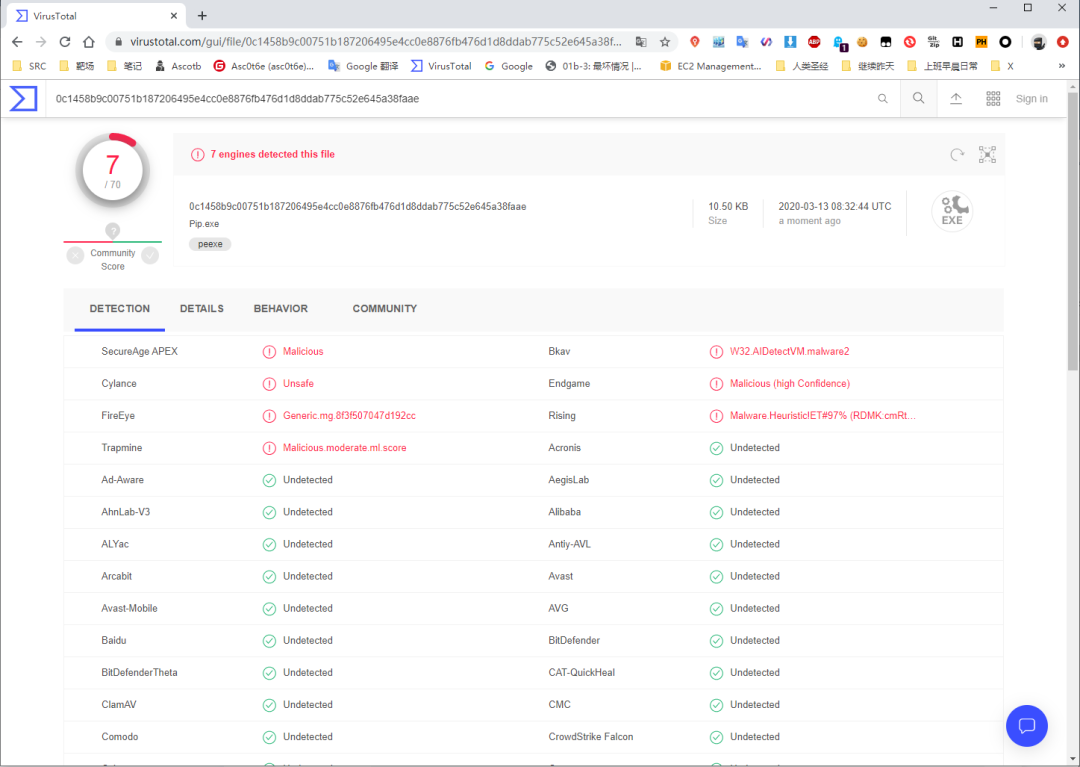 VirusTotal
virustotal.com/gui/file/0c1458b9c00751b187206495e4cc0e8876fb476d1d8ddab775c52e645a38f...
SRC 靶场 笔记 Ascotb Asc0t6e (asc0t6e)... Google 翻译 VirusTotal Google 01b-3: 最坏情况 |... EC2 Management... 人类圣经 继续昨天 上班早晨日常 X »
0c1458b9c00751b187206495e4cc0e8876fb476d1d8ddab775c52e645a38faae
Sign in
7
/ 70
?
Community
Score
7 engines detected this file
0c1458b9c00751b187206495e4cc0e8876fb476d1d8ddab775c52e645a38faae
Pip.exe
peexe
10.50 KB
Size
2020-03-13 08:32:44 UTC
a moment ago
EXE
DETECTION DETAILS BEHAVIOR COMMUNITY
SecureAge APEX Malicious Bkav W32.AIDetectVM.malware2
Cylance Unsafe Endgame Malicious (high Confidence)
FireEye Generic.mg.8f3f507047d192cc Rising Malware.Heuristic!ET#97% (RDMK:cmRt...
Trapmine Malicious.moderate.ml.score Acronis Undetected
Ad-Aware Undetected AegisLab Undetected
AhnLab-V3 Undetected Alibaba Undetected
ALYac Undetected Antiy-AVL Undetected
Arcabit Undetected Avast Undetected
Avast-Mobile Undetected AVG Undetected
Baidu Undetected BitDefender Undetected
BitDefenderTheta Undetected CAT-QuickHeal Undetected
ClamAV Undetected CMC Undetected
Comodo Undetected CrowdStrike Falcon Undetected